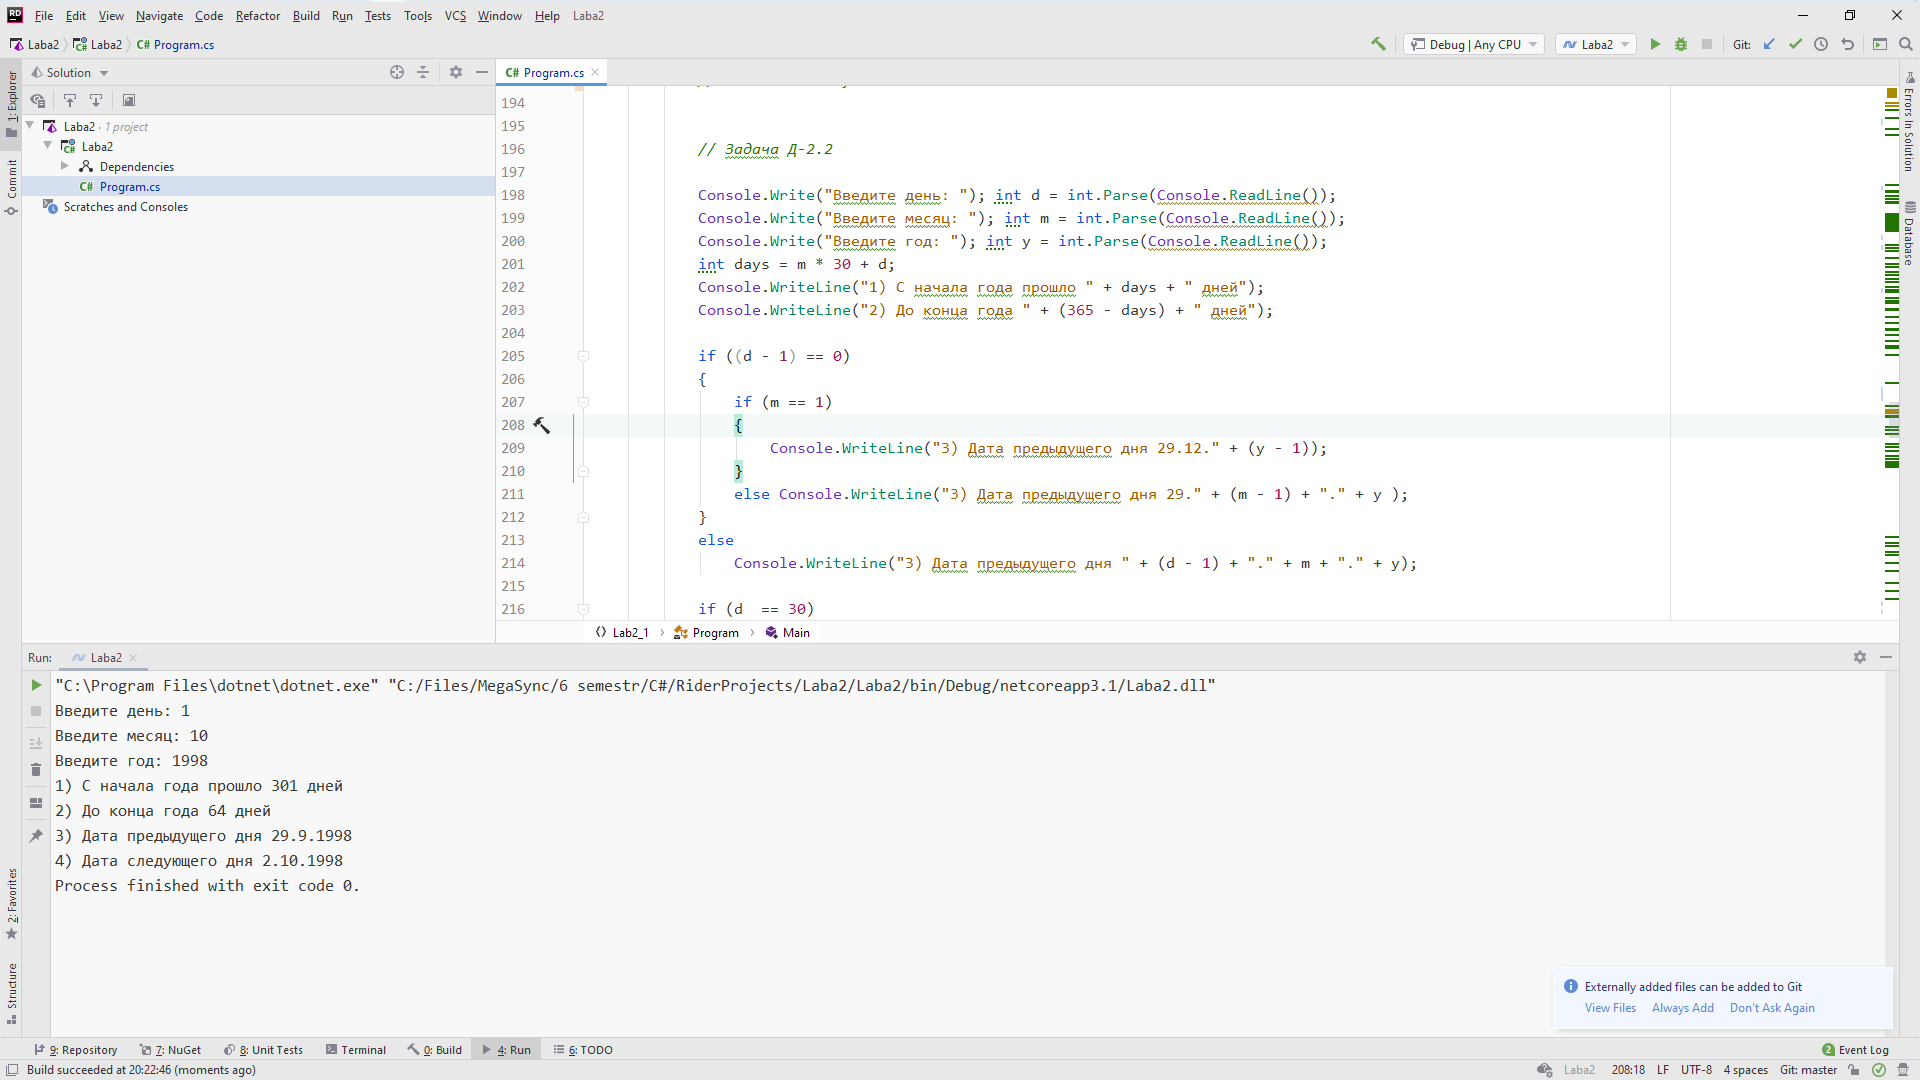 File Edit View Navigate Code Refactor Build Run Tests Tools VCS Window Help Laba2
Laba2 Laba2 C# Program.cs Debug | Any CPU Laba2 Git:
Solution
C# Program.cs
1: Explorer
Commit
2: Favorites
Structure
Laba2 · 1 project
Laba2
Dependencies
C# Program.cs
Scratches and Consoles
194
195
196 // Задача Д-2.2
197
198 Console.Write("Введите день: "); int d = int.Parse(Console.ReadLine());
199 Console.Write("Введите месяц: "); int m = int.Parse(Console.ReadLine());
200 Console.Write("Введите год: "); int y = int.Parse(Console.ReadLine());
201 int days = m * 30 + d;
202 Console.WriteLine("1) С начала года прошло " + days + " дней");
203 Console.WriteLine("2) До конца года " + (365 - days) + " дней");
204
205 if ((d - 1) == 0)
206 {
207 if (m == 1)
208 {
209 Console.WriteLine("3) Дата предыдущего дня 29.12." + (y - 1));
210 }
211 else Console.WriteLine("3) Дата предыдущего дня 29." + (m - 1) + "." + y );
212 }
213 else
214 Console.WriteLine("3) Дата предыдущего дня " + (d - 1) + "." + m + "." + y);
215
216 if (d  == 30)
Lab2_1 Program Main
Errors In Solution
Database
Run: Laba2
"C:\Program Files\dotnet\dotnet.exe" "C:/Files/MegaSync/6 semestr/C#/RiderProjects/Laba2/Laba2/bin/Debug/netcoreapp3.1/Laba2.dll"
Введите день: 1
Введите месяц: 10
Введите год: 1998
1) С начала года прошло 301 дней
2) До конца года 64 дней
3) Дата предыдущего дня 29.9.1998
4) Дата следующего дня 2.10.1998
Process finished with exit code 0.
Externally added files can be added to Git
View Files Always Add Don't Ask Again
9: Repository 7: NuGet 8: Unit Tests Terminal 0: Build 4: Run 6: TODO 2 Event Log
Build succeeded at 20:22:46 (moments ago) Laba2 208:18 LF UTF-8 4 spaces Git: master